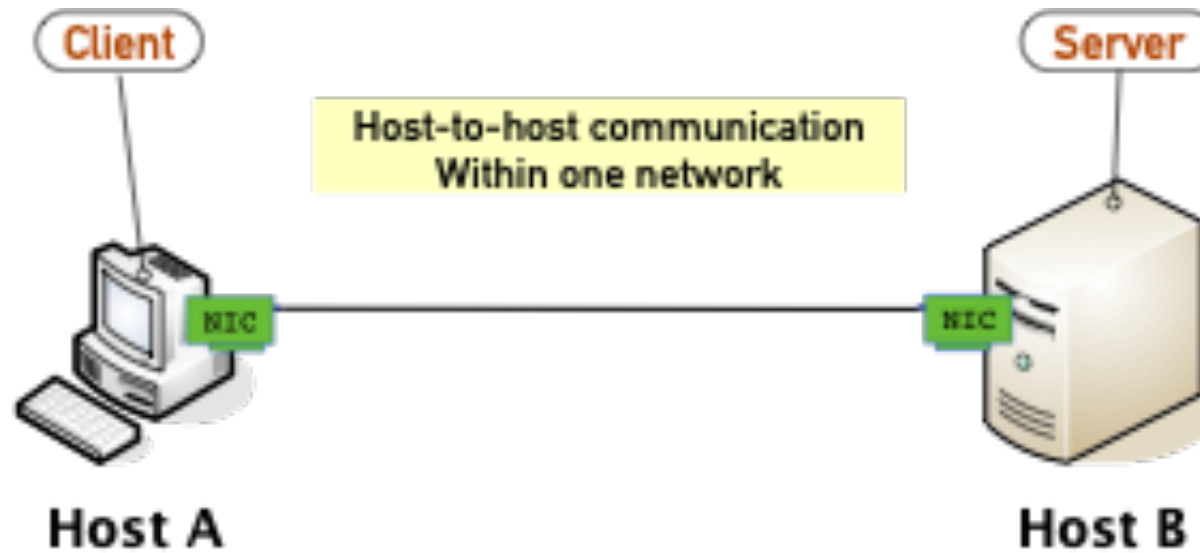 Client
Server
Host-to-host communication
Within one network
NIC
NIC
Host A
Host B